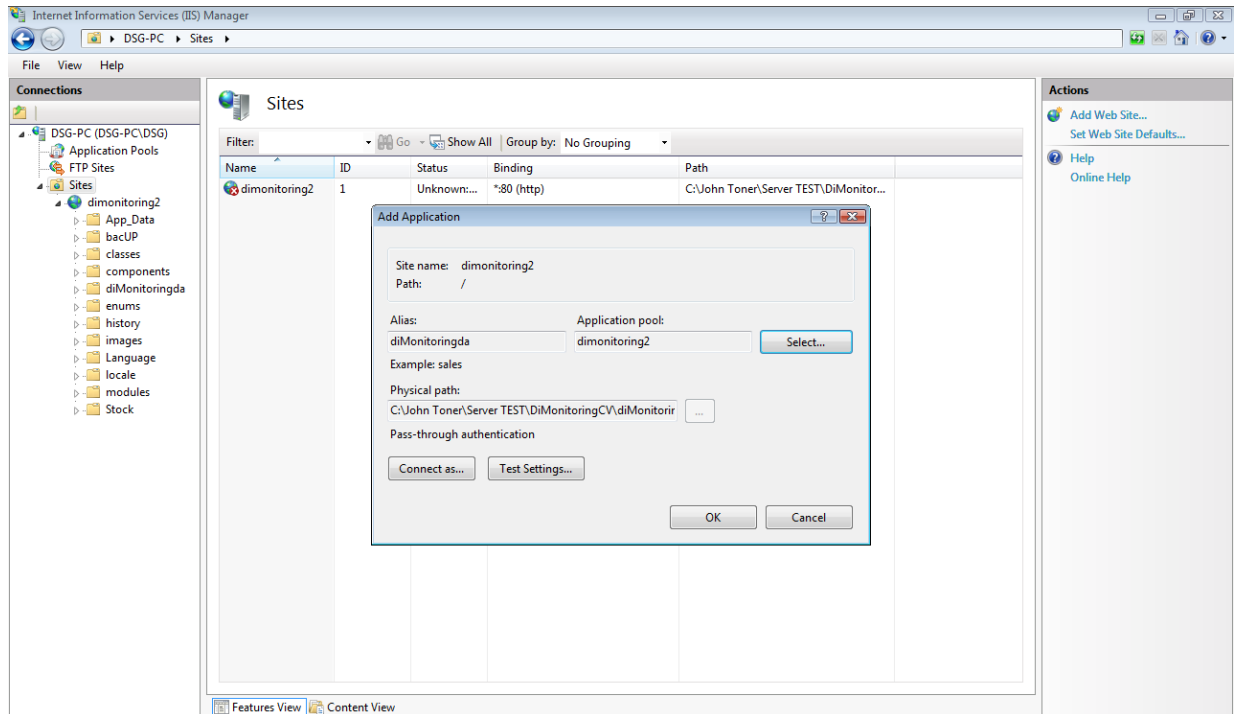 Internet Information Services (IIS) Manager
DSG-PC Sites
File View Help
Connections
DSG-PC (DSG-PC\DSG)
Application Pools
FTP Sites
Sites
dimonitoring2
App_Data
bacUP
classes
components
diMonitoringda
enums
history
images
Language
locale
modules
Stock
Sites
Filter: Go Show All Group by: No Grouping
Name ID Status Binding Path
dimonitoring2 1 Unknown:... *:80 (http) C:\John Toner\Server TEST\DiMonitor...
Add Application
Site name: dimonitoring2
Path: /
Alias: Application pool:
diMonitoringda dimonitoring2 Select...
Example: sales
Physical path:
C:\John Toner\Server TEST\DiMonitoringCV\diMonitorir ...
Pass-through authentication
Connect as... Test Settings...
OK Cancel
Features View Content View
Actions
Add Web Site...
Set Web Site Defaults...
Help
Online Help